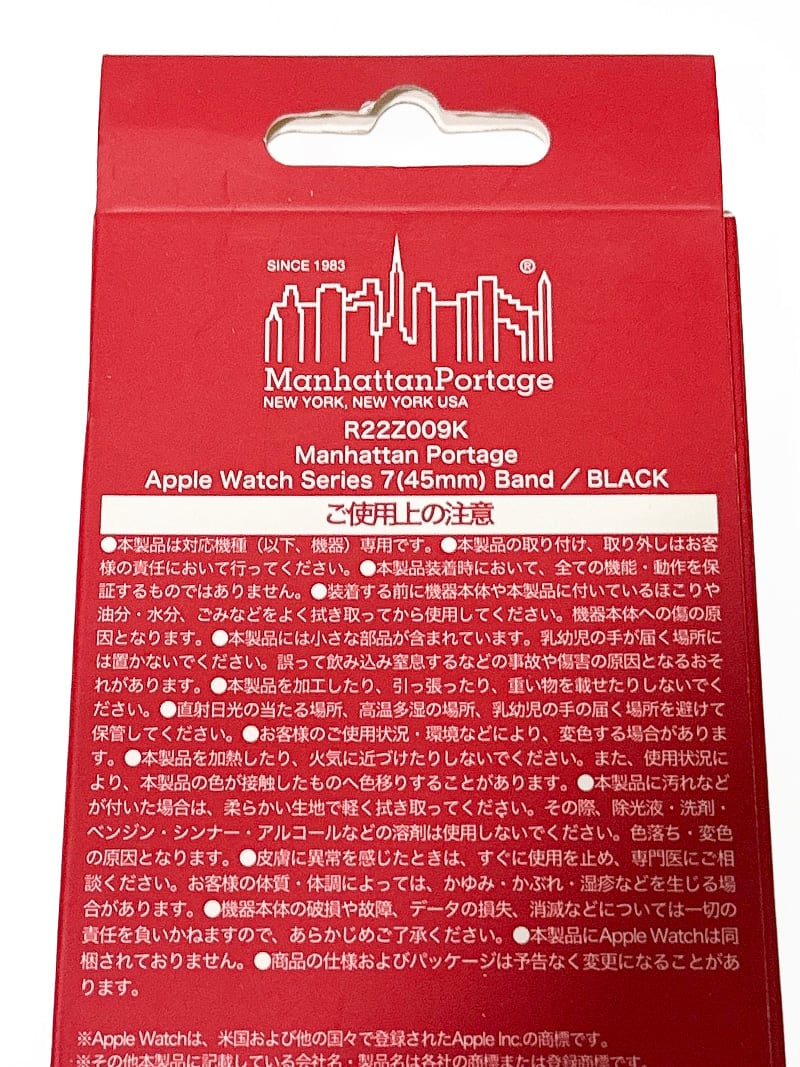 SINCE 1983
®
ManhattanPortage
NEW YORK, NEW YORK USA
R22Z009K
Manhattan Portage
Apple Watch Series 7(45mm) Band / BLACK
ご使用上の注意
●本製品は対応機種（以下、機器）専用です。●本製品の取り付け、取り外しはお客
様の責任において行ってください。●本製品装着時において、全ての機能・動作を保
証するものではありません。●装着する前に機器本体や本製品に付いているほこりや
油分・水分、ごみなどをよく拭き取ってから使用してください。機器本体への傷の原
因となります。●本製品には小さな部品が含まれています。乳幼児の手が届く場所に
は置かないでください。誤って飲み込み窒息するなどの事故や傷害の原因となるおそ
れがあります。●本製品を加工したり、引っ張ったり、重い物を載せたりしないでく
ださい。●直射日光の当たる場所、高温多湿の場所、乳幼児の手の届く場所を避けて
保管してください。●お客様のご使用状況・環境などにより、変色する場合がありま
す。●本製品を加熱したり、火気に近づけたりしないでください。また、使用状況に
より、本製品の色が接触したものへ色移りすることがあります。●本製品に汚れなど
が付いた場合は、柔らかい生地で軽く拭き取ってください。その際、除光液・洗剤・
ベンジン・シンナー・アルコールなどの溶剤は使用しないでください。色落ち・変色
の原因となります。●皮膚に異常を感じたときは、すぐに使用を止め、専門医にご相
談ください。お客様の体質・体調によっては、かゆみ・かぶれ・湿疹などを生じる場
合があります。●機器本体の破損や故障、データの損失、消滅などについては一切の
責任を負いかねますので、あらかじめご了承ください。●本製品にApple Watchは同
梱されておりません。●商品の仕様およびパッケージは予告なく変更になることがあ
ります。
※Apple Watchは、米国および他の国々で登録されたApple Inc.の商標です。
※その他本製品に記載している会社名・製品名は各社の商標または登録商標です。